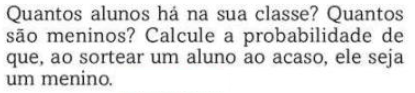 Quantos alunos há na sua classe? Quantos
são meninos? Calcule a probabilidade de
que, ao sortear um aluno ao acaso, ele seja
um menino.